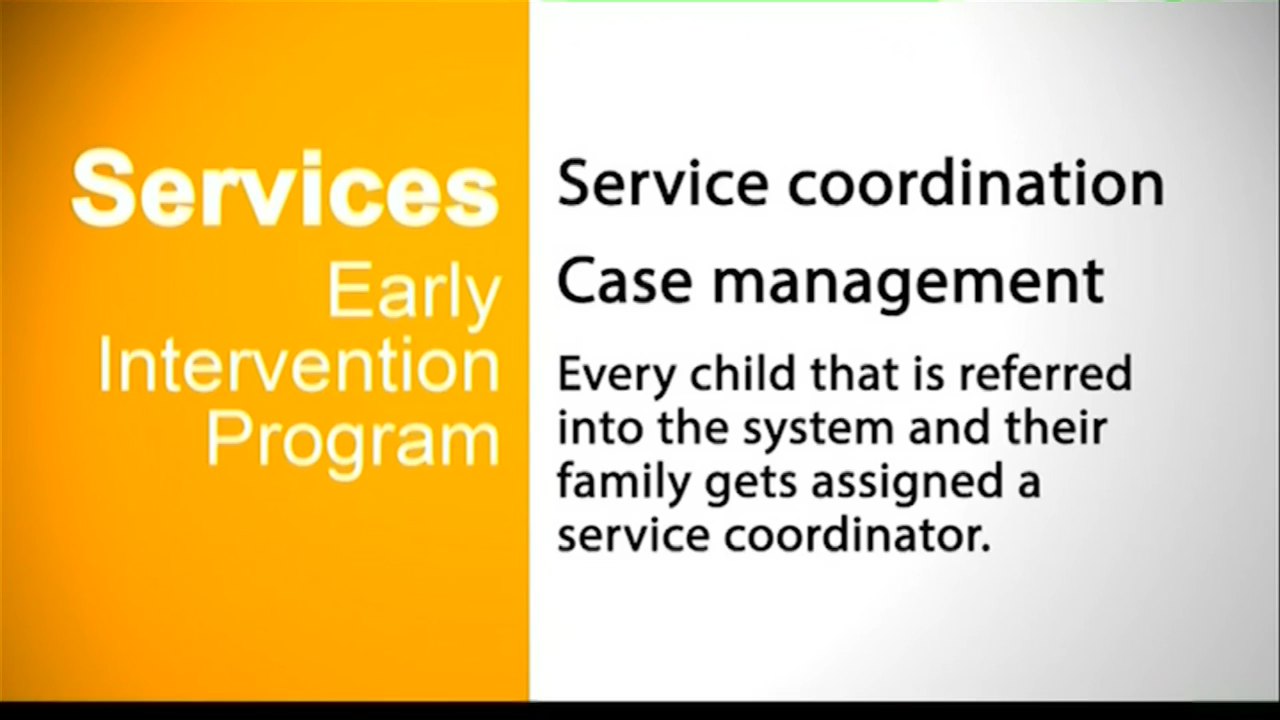 Services
Early
Intervention
Program
Service coordination
Case management
Every child that is referred
into the system and their
family gets assigned a
service coordinator.